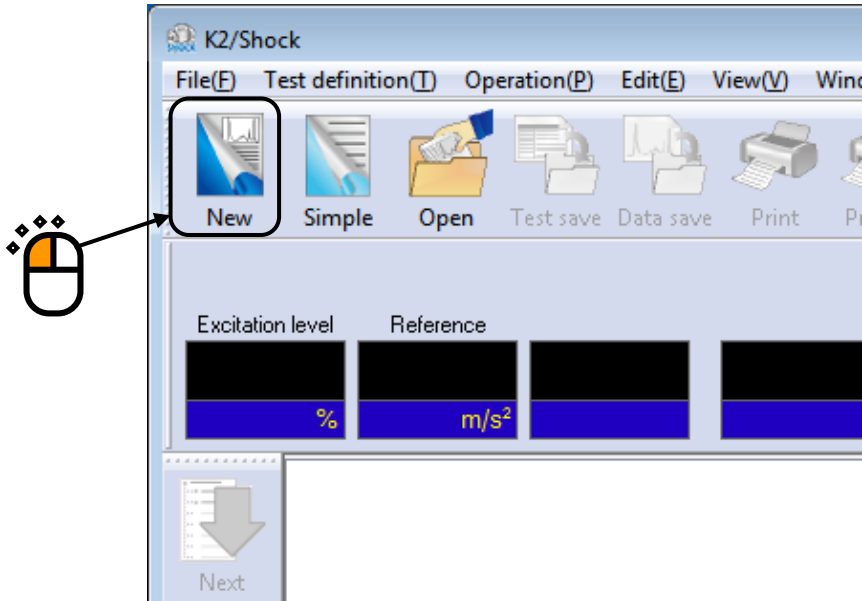 K2/Shock
File(F) Test definition(T) Operation(P) Edit(E) View(V)
New Simple Open Test save Data save Print
Excitation level Reference
% m/s²
Next